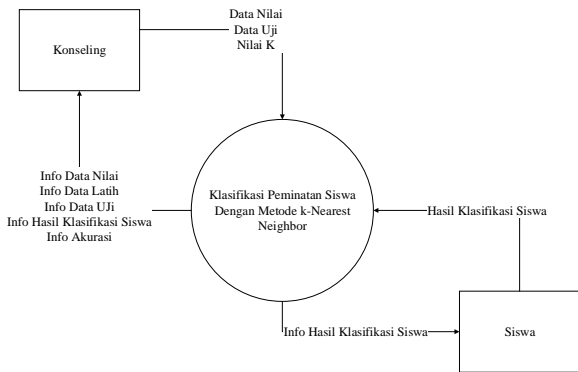 Data Nilai
Data Uji
Nilai K
Konseling
Info Data Nilai
Info Data Latih
Info Data UJi
Info Hasil Klasifikasi Siswa
Info Akurasi
Klasifikasi Peminatan Siswa
Dengan Metode k-Nearest
Neighbor
Hasil Klasifikasi Siswa
Info Hasil Klasifikasi Siswa
Siswa